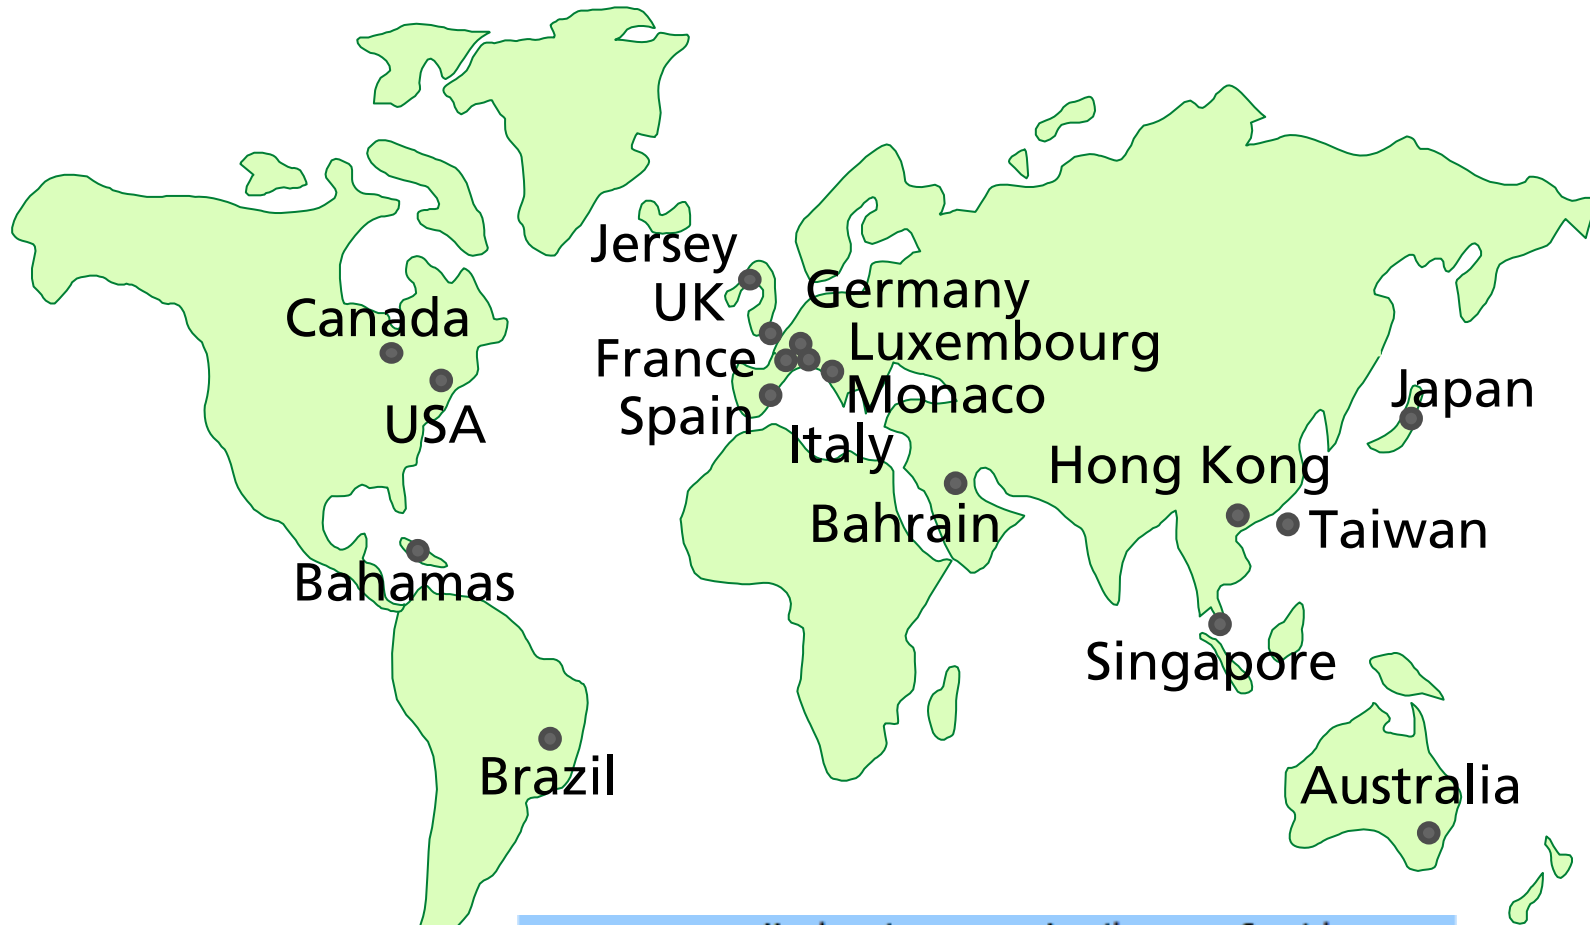 Jersey
UK
Germany
Canada
Luxembourg
France
Monaco
Japan
USA
Spain
Italy
Hong Kong
Bahrain
Taiwan
Bahamas
Singapore
Brazil
Australia